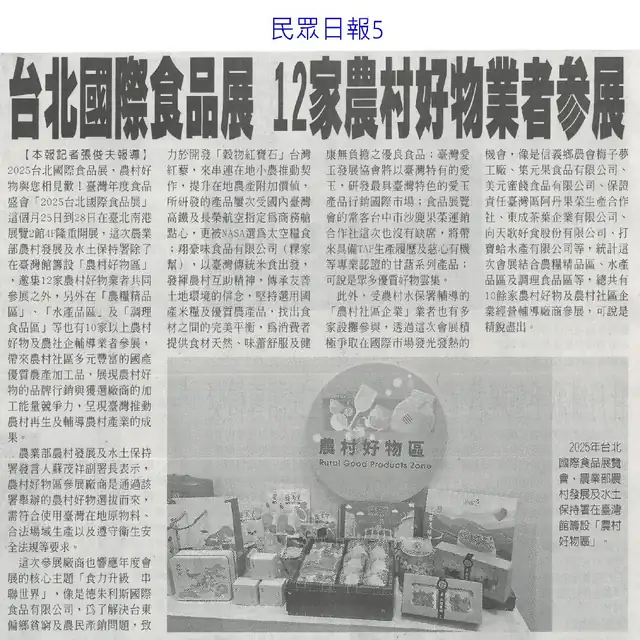 民眾日報5
台北國際食品展 12家農村好物業者參展
【本報記者張俊夫報導】
2025台北國際食品展，農村好
物與您相見歡！臺灣年度食品
盛會「2025台北國際食品展」
這個月25日到28日在臺北南港
展覽2館4F隆重開展，這次農業
部農村發展及水土保持署除了
在臺灣館籌設「農村好物區」
，邀集12家農村好物業者共同
參展之外，另外在「農糧精品
區」、「水產品區」及「調理
食品區」等也有10家以上農村
好物及農社企輔導業者參展，
帶來農村社區多元豐富的國產
優質農產加工品，展現農村好
物的品牌行銷與獲選廠商的加
工能量競爭力，呈現臺灣推動
農村再生及輔導農村產業的成
果。
農業部農村發展及水土保持
署發言人蘇茂祥副署長表示，
農村好物區參展廠商是通過該
署舉辦的農村好物選拔而來，
需符合使用臺灣在地原物料、
合法場域生產以及遵守衛生安
全法規等要求。
這次參展廠商也響應年度會
展的核心主題「食力升級 串
聯世界」，像是德朱利斯國際
食品有限公司，為了解決台東
偏鄉貧窮及農民產銷問題，致
力於開發「穀物紅寶石」台灣
紅藜，來串連在地小農推動契
作，提升在地農產附加價值，
所研發的產品屢次受國內臺灣
高鐵及長榮航空指定為商務艙
點心，更被NASA選為太空糧食
；翔豪味食品有限公司（粿家
幫），以臺灣傳統米食出發，
發揮農村互助精神，傳承友善
土地環境的信念，堅持選用國
產米糧及優質農產品，找出食
材之間的完美平衡，為消費者
提供食材天然、味蕾舒服及健
康無負擔之優良食品；臺灣愛
玉發展協會將以臺灣特有的愛
玉，研發最具臺灣特色的愛玉
產品行銷國際市場；食品展覽
會的常客台中市沙鹿果菜運銷
合作社這次也沒有缺席，將帶
來具備TAP生產履歷及慈心有機
等專業認證的甘藷系列產品；
可說是眾多優質好物雲集。
此外，受農村水保署輔導的
「農村社區企業」業者也有多
家設攤參與，透過這次會展積
極爭取在國際市場發光發熱的
機會，像是信義鄉農會梅子夢
工廠、集元果食品有限公司、
美元蜜餞食品有限公司、保證
責任臺灣區阿丹果菜生產合作
社、東成茶葉企業有限公司、
向天歌好食股份有限公司、打
寶蛤水產有限公司等，統計這
次會展結合農糧精品區、水產
品區及調理食品區等，總共有
10餘家農村好物及農村社區企
業經營輔導廠商參展，可說是
精銳盡出。
農村好物區
Rural Good Products Zone
2025年台北
國際食品展覽
會，農業部農
村發展及水土
保持署在臺灣
館籌設「農村
好物區」。